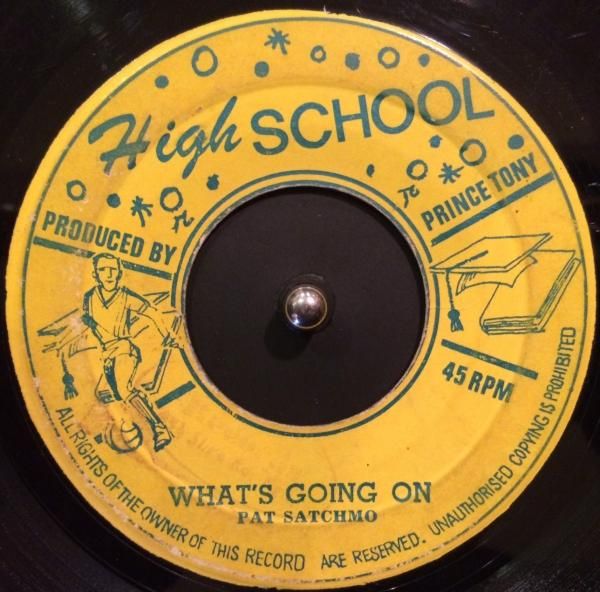 High SCHOOL
PRODUCED BY
PRINCE TONY
45 RPM
WHAT'S GOING ON
PAT SATCHMO
ALL RIGHTS OF THE OWNER OF THIS RECORD ARE RESERVED. UNAUTHORISED COPYING IS PROHIBITED